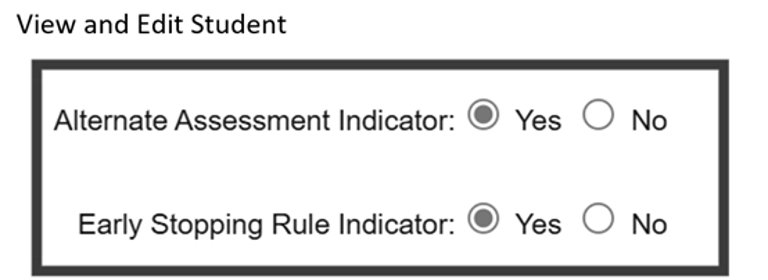 View and Edit Student
Alternate Assessment Indicator: Yes No
Early Stopping Rule Indicator: Yes No